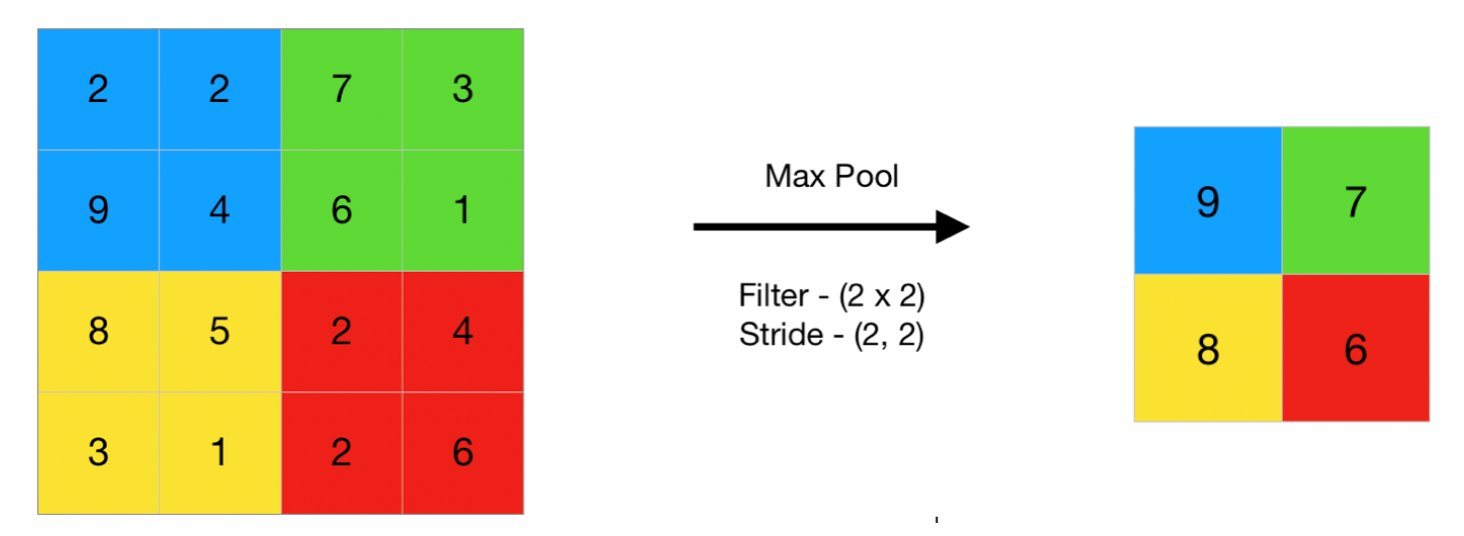 2 2 7 3
9 4 6 1
8 5 2 4
3 1 2 6
Max Pool
Filter - (2 x 2)
Stride - (2, 2)
9 7
8 6